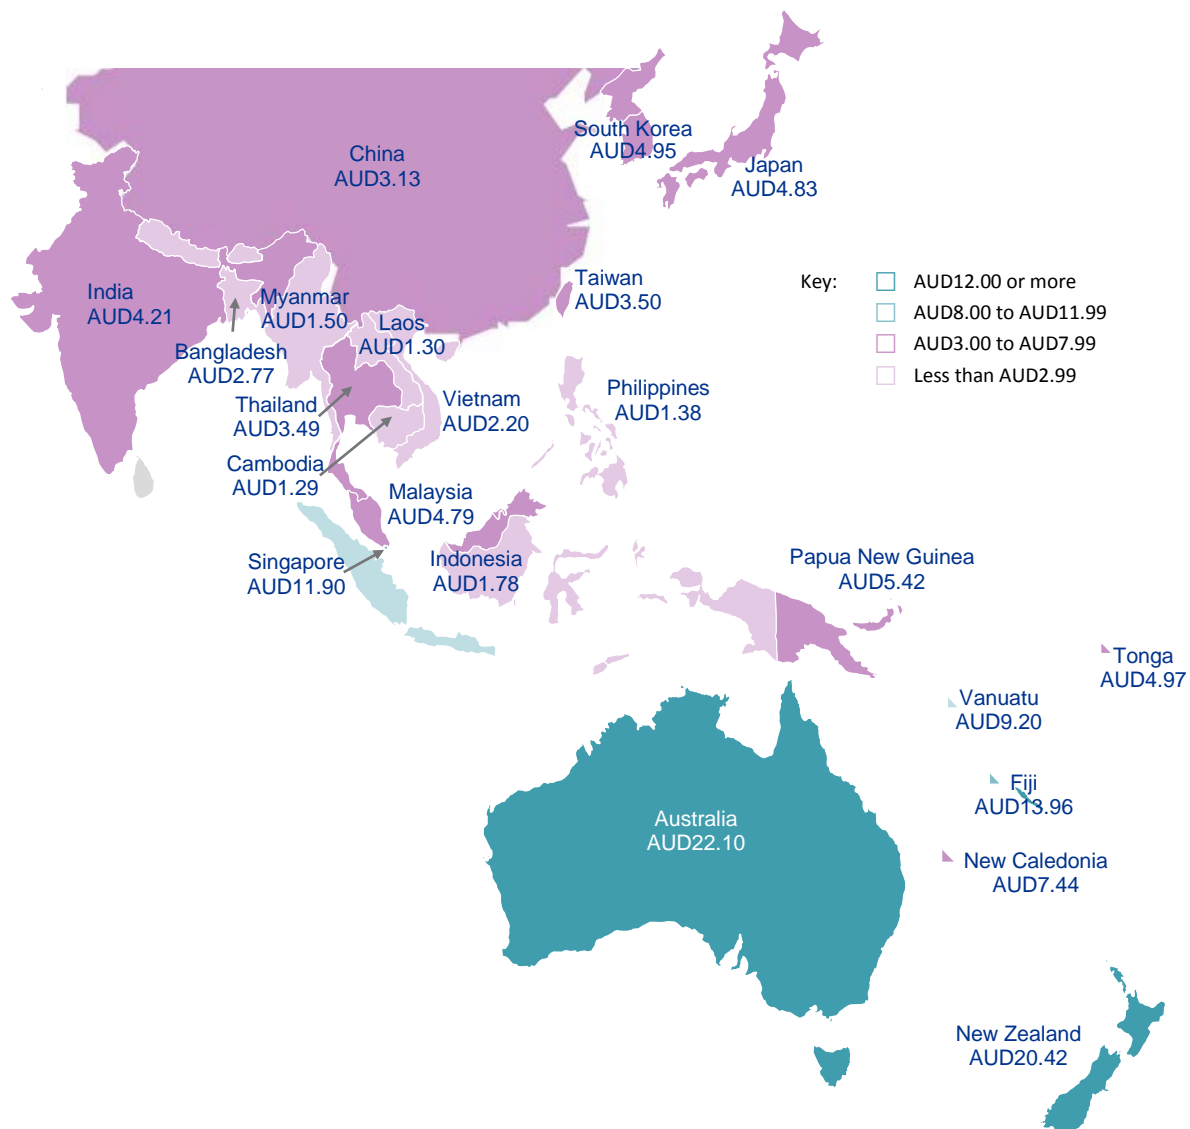 South Korea
AUD4.95
China
AUD3.13
Japan
AUD4.83
Taiwan
AUD3.50
Key:
AUD12.00 or more
AUD8.00 to AUD11.99
AUD3.00 to AUD7.99
Less than AUD2.99
India
AUD4.21
Myanmar
AUD1.50
Laos
AUD1.30
Bangladesh
AUD2.77
Philippines
AUD1.38
Vietnam
AUD2.20
Thailand
AUD3.49
Cambodia
AUD1.29
Malaysia
AUD4.79
Singapore
AUD11.90
Indonesia
AUD1.78
Papua New Guinea
AUD5.42
Tonga
AUD4.97
Vanuatu
AUD9.20
Fiji
AUD13.96
Australia
AUD22.10
New Caledonia
AUD7.44
New Zealand
AUD20.42